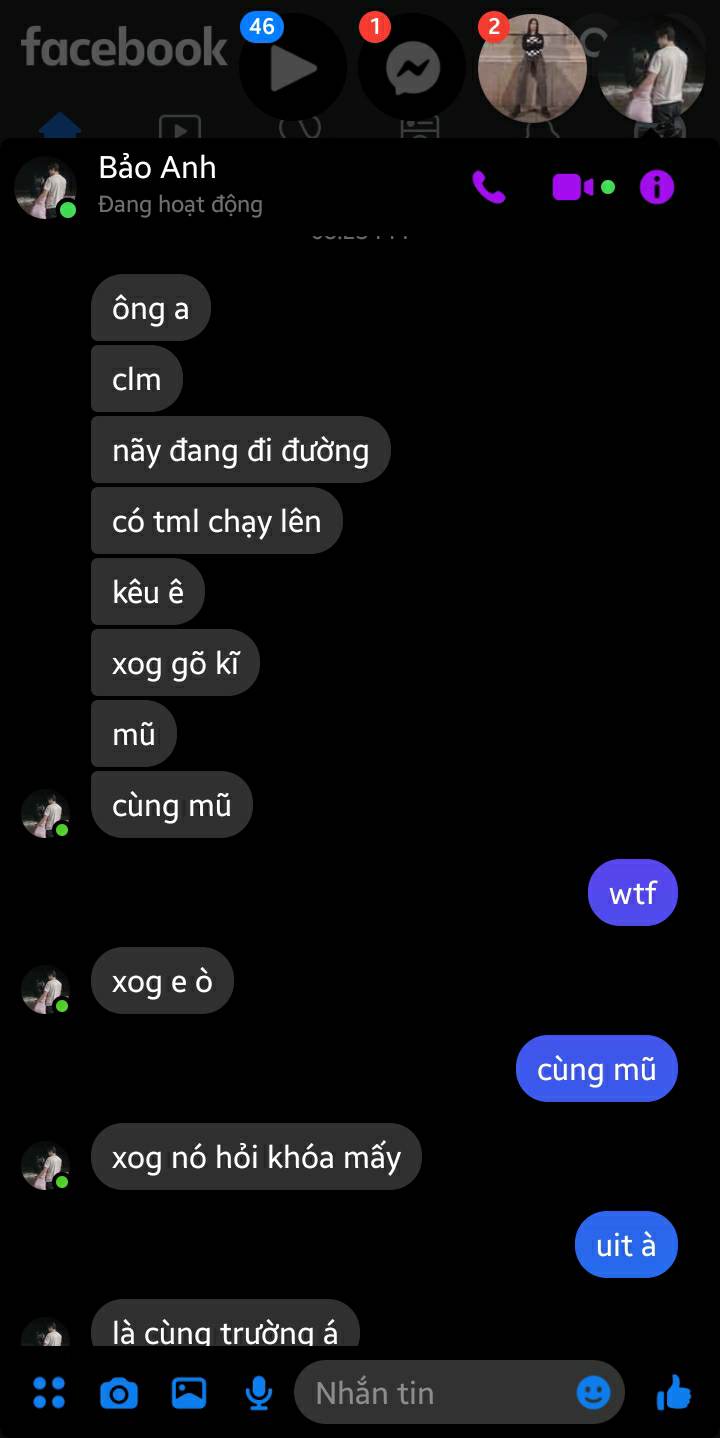 facebook
46
1
2
Bảo Anh
Đang hoạt động
ông a
clm
nãy đang đi đường
có tml chạy lên
kêu ê
xog gõ kĩ
mũ
cùng mũ
wtf
xog e ò
cùng mũ
xog nó hỏi khóa mấy
uit à
là cùng trường á
Nhắn tin